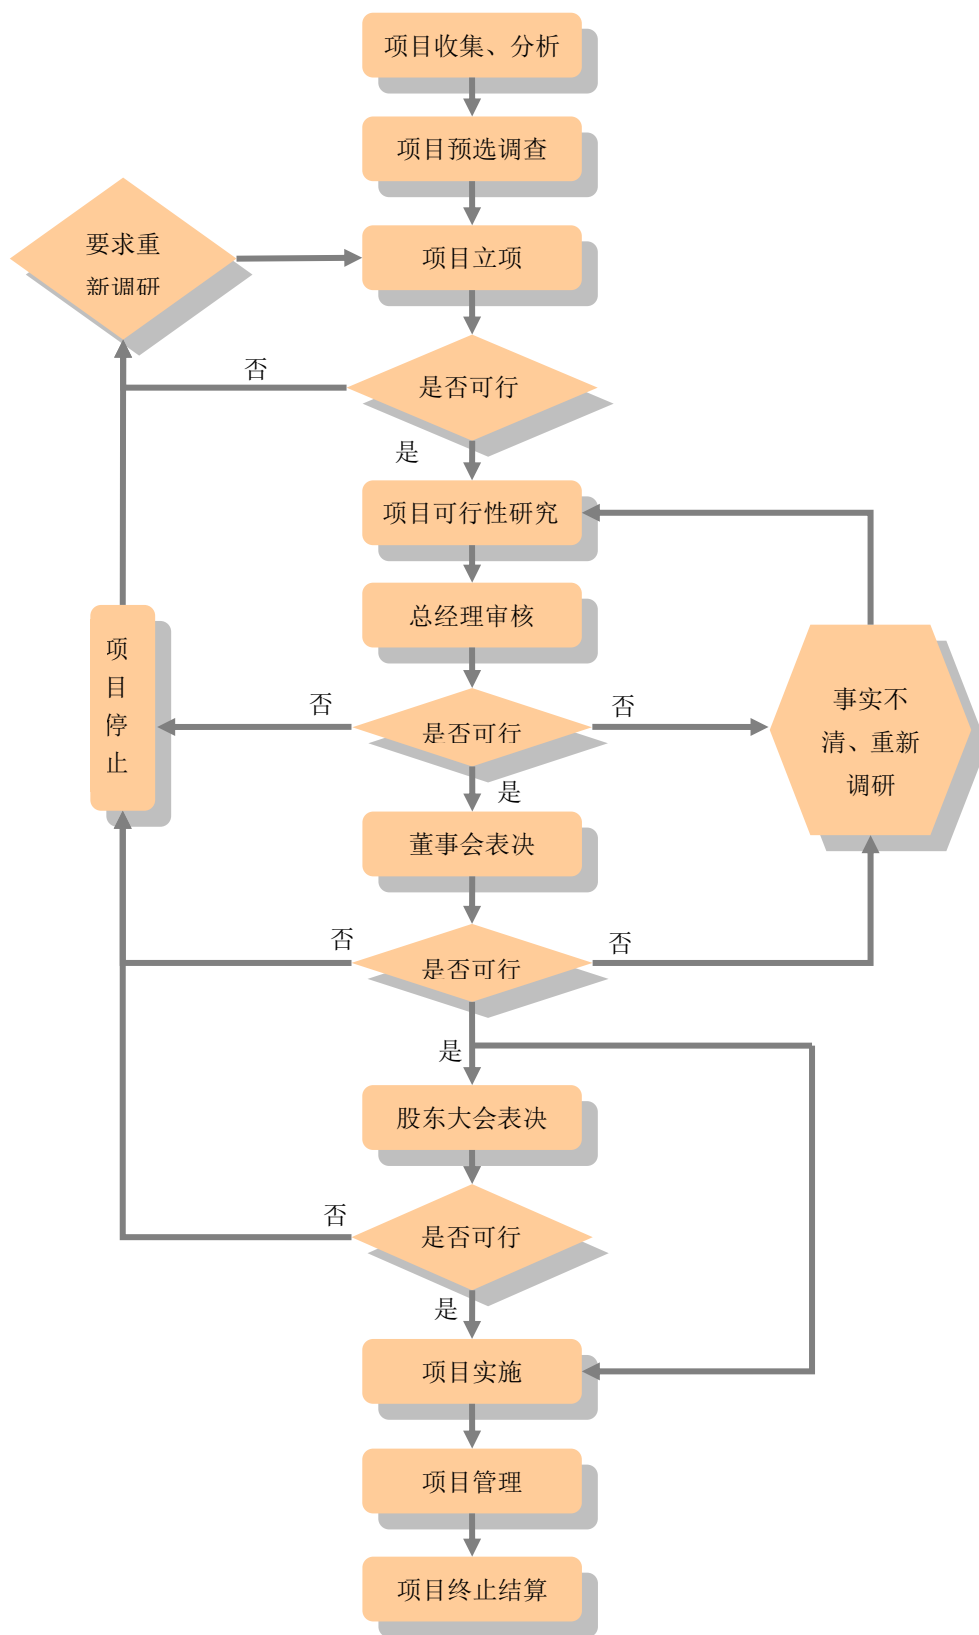 项目收集、分析
项目预选调查
要求重
新调研
项目立项
否
是否可行
是
项目可行性研究
总经理审核
项
目
停
止
否
是否可行
否
事实不
清、重新
调研
是
董事会表决
否
是否可行
否
是
股东大会表决
否
是否可行
是
项目实施
项目管理
项目终止结算